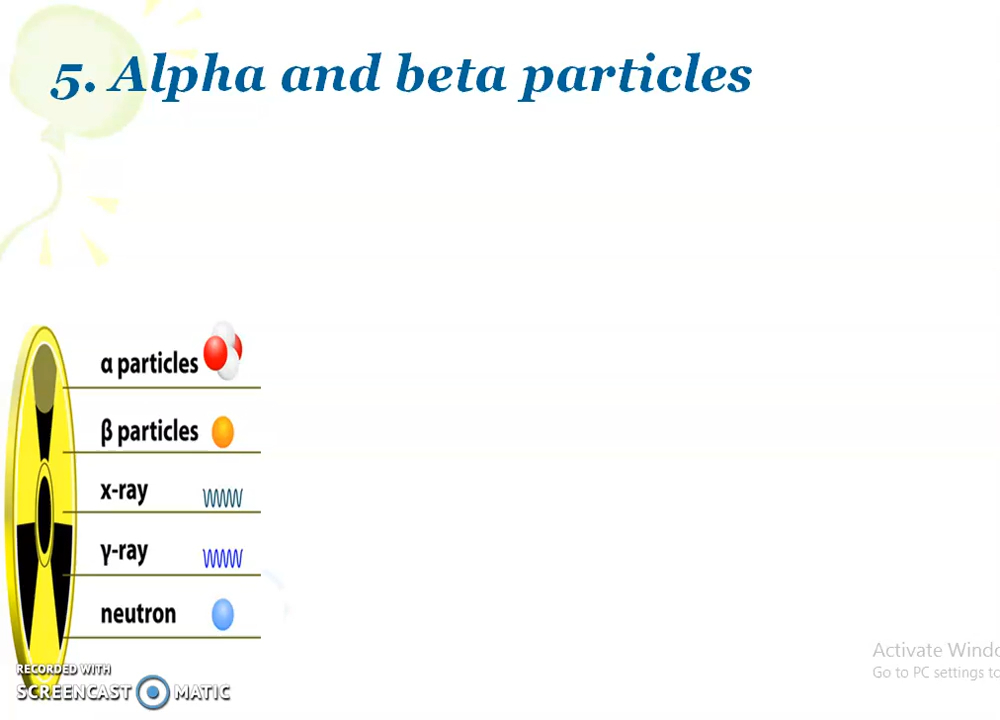 5. Alpha and beta particles
α particles
β particles
x-ray
γ-ray
neutron
RECORDED WITH
SCREENCAST MATIC
Activate Windo
Go to PC settings to